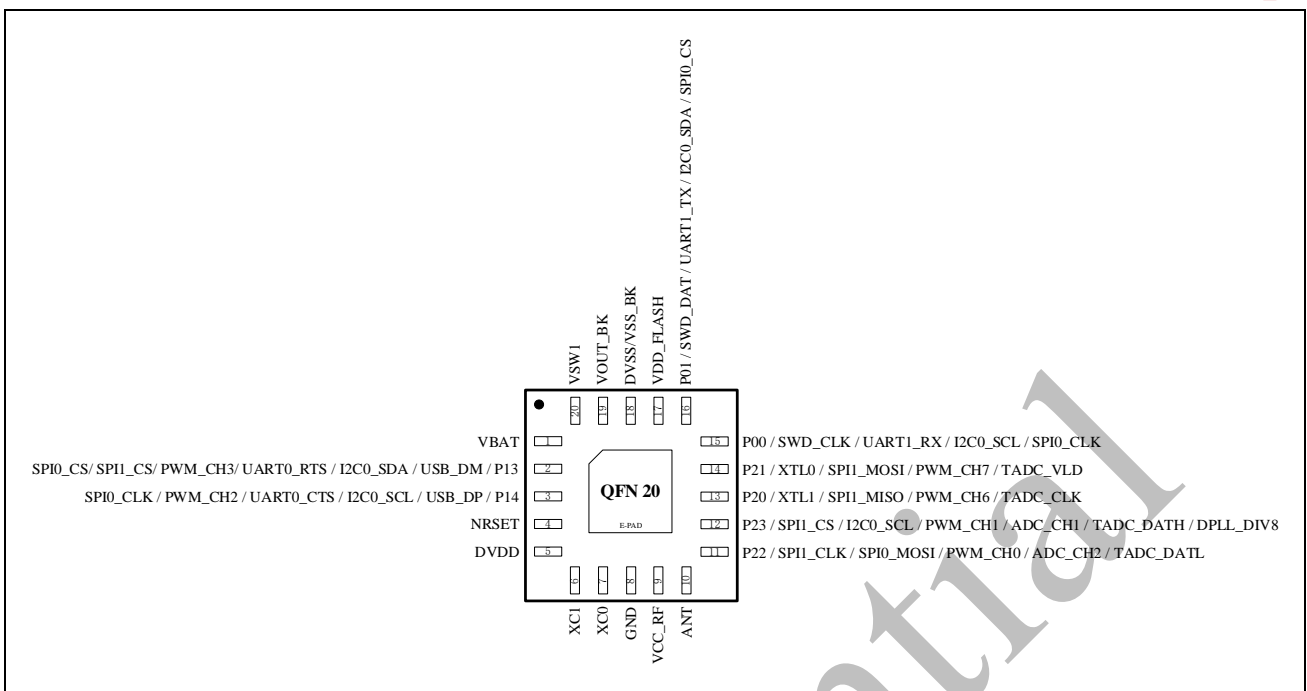 P01 / SWD_DAT / UART1_TX / I2C0_SDA / SPI0_CS
VSW1
VOUT_BK
DVSS/VSS_BK
VDD_FLASH
20
19
18
17
16
VBAT
1
SPI0_CS/ SPI1_CS/ PWM_CH3/ UART0_RTS / I2C0_SDA / USB_DM / P13
2
SPI0_CLK / PWM_CH2 / UART0_CTS / I2C0_SCL / USB_DP / P14
3
NRSET
4
DVDD
5
QFN 20
E-PAD
15
P00 / SWD_CLK / UART1_RX / I2C0_SCL / SPI0_CLK
14
P21 / XTL0 / SPI1_MOSI / PWM_CH7 / TADC_VLD
13
P20 / XTL1 / SPI1_MISO / PWM_CH6 / TADC_CLK
12
P23 / SPI1_CS / I2C0_SCL / PWM_CH1 / ADC_CH1 / TADC_DATH / DPLL_DIV8
11
P22 / SPI1_CLK / SPI0_MOSI / PWM_CH0 / ADC_CH2 / TADC_DATL
6
7
8
9
10
XC1
XC0
GND
VCC_RF
ANT
ntial